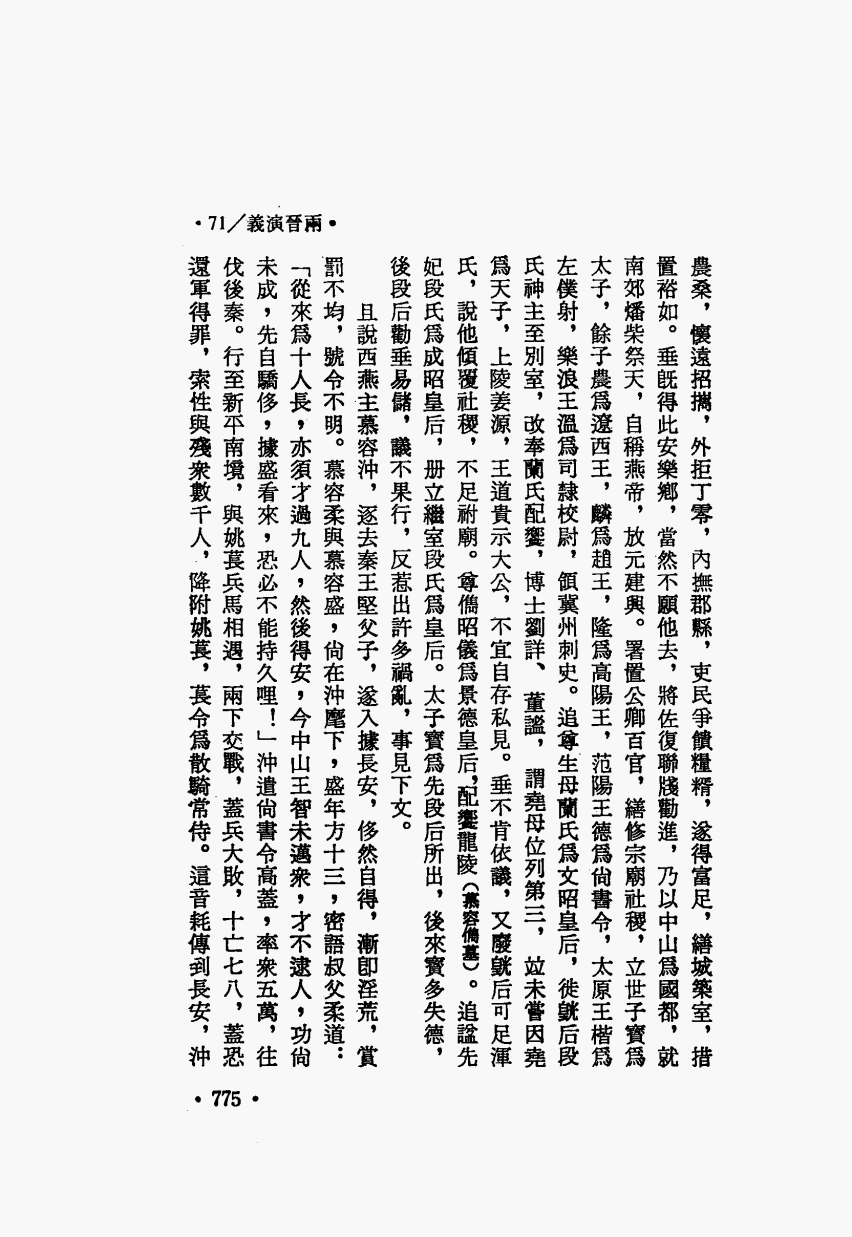 •71／義演晉兩•
農桑，懷遠招攜，外拒丁零，內撫郡縣，吏民爭饋糧糈，遂得富足，繕城築室，措
置裕如。垂既得此安樂鄉，當然不願他去，將佐復聯牋勸進，乃以中山爲國都，就
南郊燔柴祭天，自稱燕帝，放元建興。署置公卿百官，繕修宗廟社稷，立世子寶爲
太子，餘子農爲遼西王，麟爲趙王，隆爲高陽王，范陽王德爲尙書令，太原王楷爲
左僕射，樂浪王溫爲司隸校尉，領冀州刺史。追尊生母蘭氏爲文昭皇后，徙皝后段
氏神主至別室，改奉蘭氏配饗，博士劉詳、董謐，謂堯母位列第三，竝未嘗因堯
爲天子，上陵姜源，王道貴示大公，不宜自存私見。垂不肯依議，又廢皝后可足渾
氏，說他傾覆社稷，不足祔廟。尊儁昭儀爲景德皇后，配饗龍陵（慕容儁墓）。追諡先
妃段氏爲成昭皇后，册立繼室段氏爲皇后。太子寶爲先段后所出，後來寶多失德，
後段后勸垂易儲，議不果行，反惹出許多禍亂，事見下文。
且說西燕主慕容沖，逐去秦王堅父子，遂入據長安，侈然自得，漸卽淫荒，賞
罰不均，號令不明。慕容柔與慕容盛，尙在沖麾下，盛年方十三，密語叔父柔道：
「從來爲十人長，亦須才過九人，然後得安，今中山王智未邁衆，才不逮人，功尙
未成，先自驕侈，據盛看來，恐必不能持久哩！」沖遣尙書令高蓋，率衆五萬，往
伐後秦。行至新平南境，與姚萇兵馬相遇，兩下交戰，蓋兵大敗，十亡七八，蓋恐
還軍得罪，索性與殘衆數千人，降附姚萇，萇令爲散騎常侍。這音耗傳到長安，沖
•775•